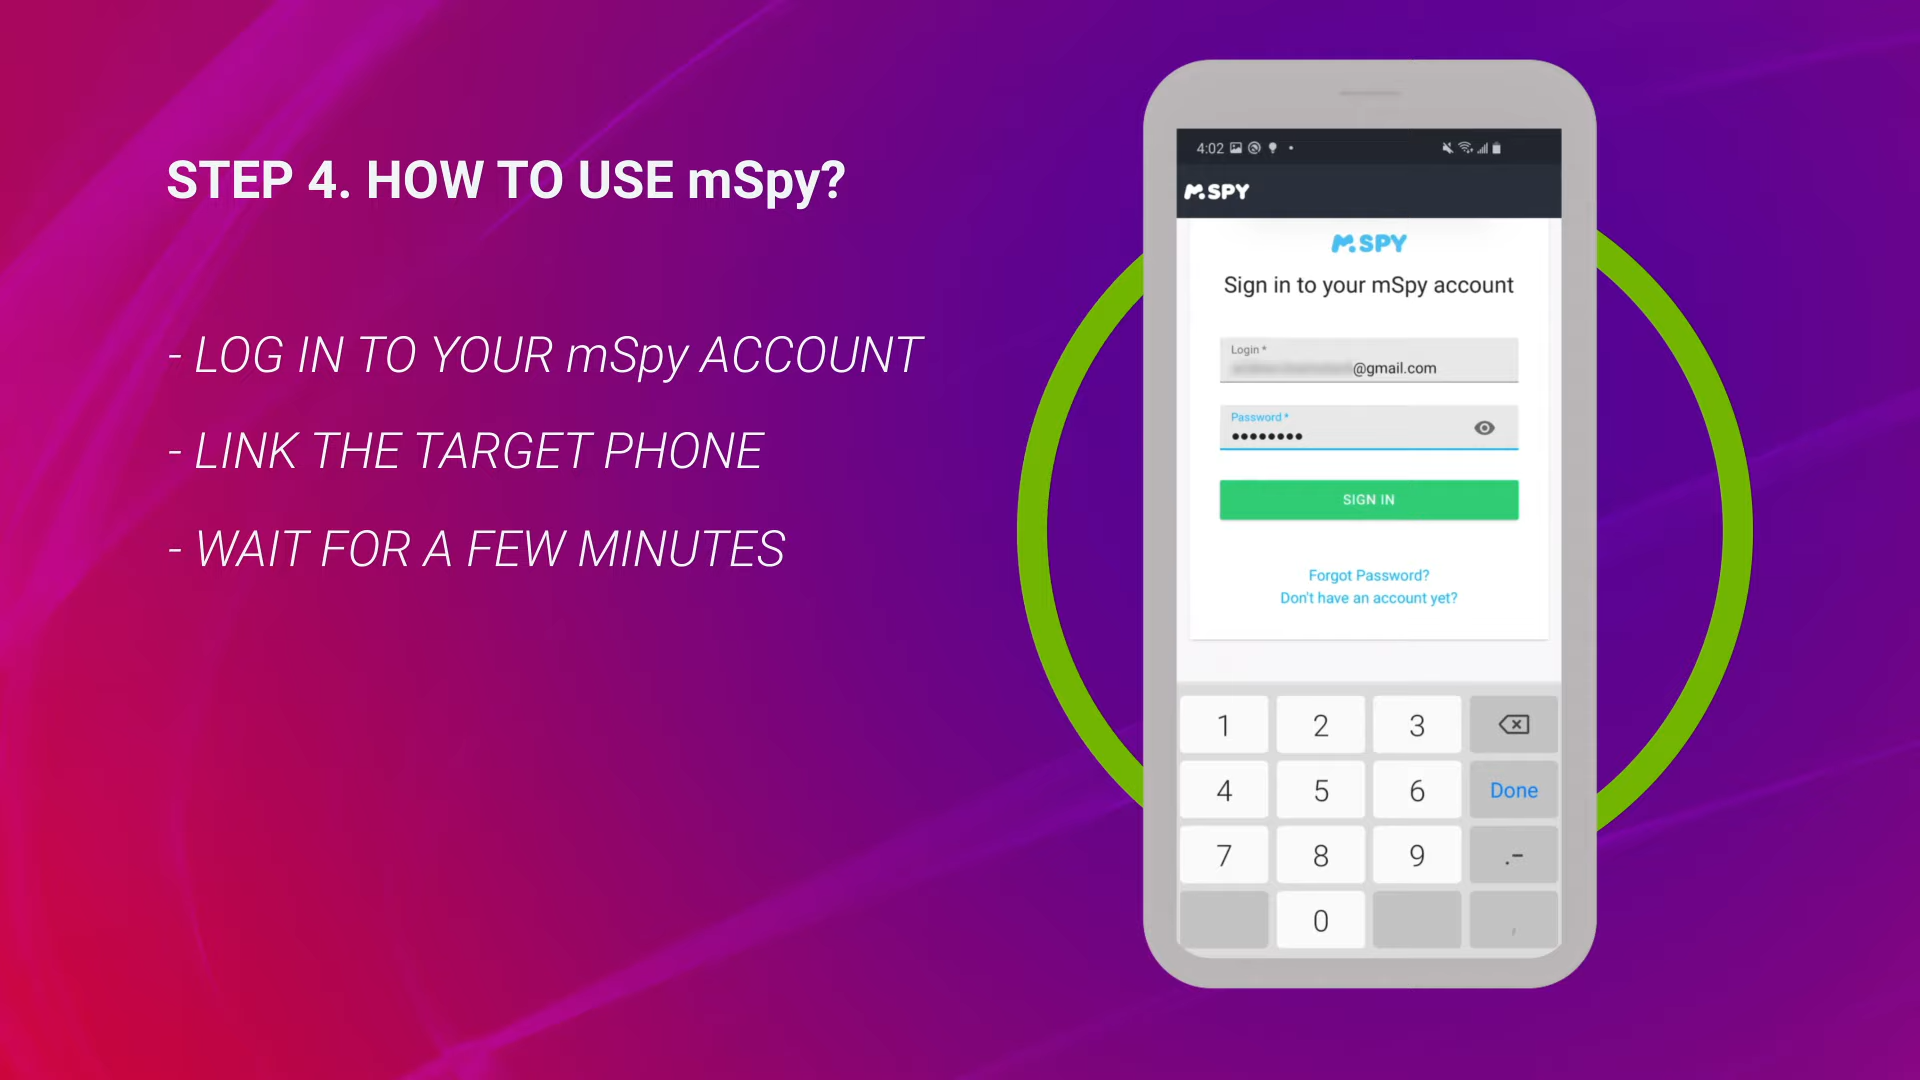 STEP 4. HOW TO USE mSpy?
- LOG IN TO YOUR mSpy ACCOUNT
- LINK THE TARGET PHONE
- WAIT FOR A FEW MINUTES
4:02
mSPY
mSPY
Sign in to your mSpy account
Login *
@gmail.com
Password *
••••••••
SIGN IN
Forgot Password?
Don't have an account yet?
1 2 3
4 5 6 Done
7 8 9 .-
0 ,